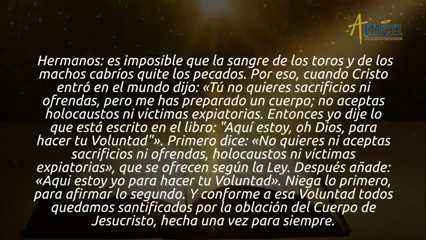 Amén
Hermanos: es imposible que la sangre de los toros y de los
machos cabríos quite los pecados. Por eso, cuando Cristo
entró en el mundo dijo: «Tú no quieres sacrificios ni
ofrendas, pero me has preparado un cuerpo; no aceptas
holocaustos ni víctimas expiatorias. Entonces yo dije lo
que está escrito en el libro: "Aquí estoy, oh Dios, para
hacer tu Voluntad"». Primero dice: «No quieres ni aceptas
sacrificios ni ofrendas, holocaustos ni víctimas
expiatorias», que se ofrecen según la Ley. Después añade:
«Aqui estoy yo para hacer tu Voluntad». Niega lo primero,
para afirmar lo segundo. Y conforme a esa Voluntad todos
quedamos santificados por la oblación del Cuerpo de
Jesucristo, hecha una vez para siempre.